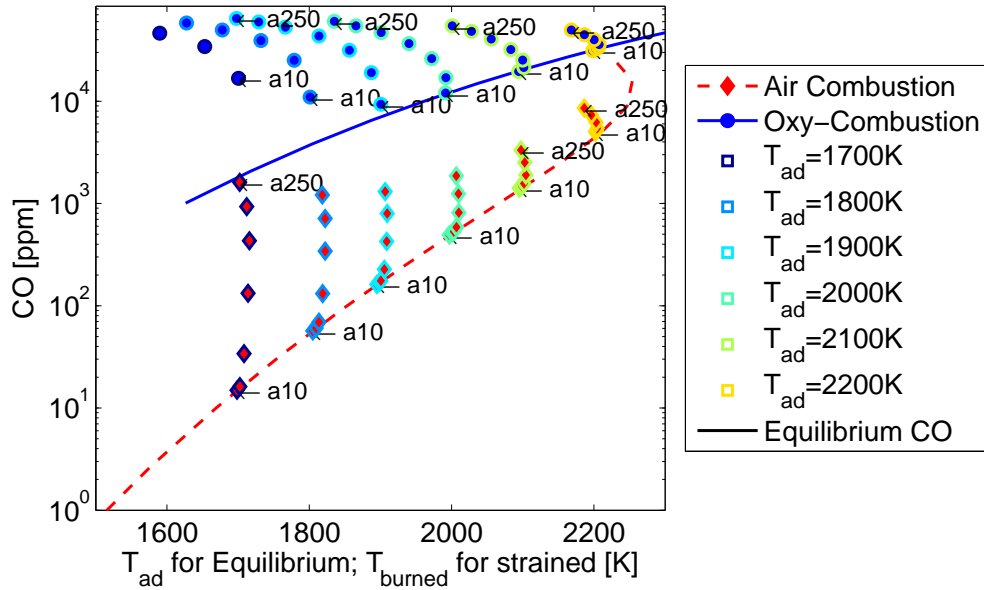 a250
a250
a250
a250
a10
a10
a10
a10
a10
a10
a250
a250
a250
a10
a10
a10
a10
a10
a10
10^4
10^3
10^2
10^1
10^0
CO [ppm]
1600 1800 2000 2200
T_ad for Equilibrium; T_burned for strained [K]
Air Combustion
Oxy−Combustion
T_ad=1700K
T_ad=1800K
T_ad=1900K
T_ad=2000K
T_ad=2100K
T_ad=2200K
Equilibrium CO